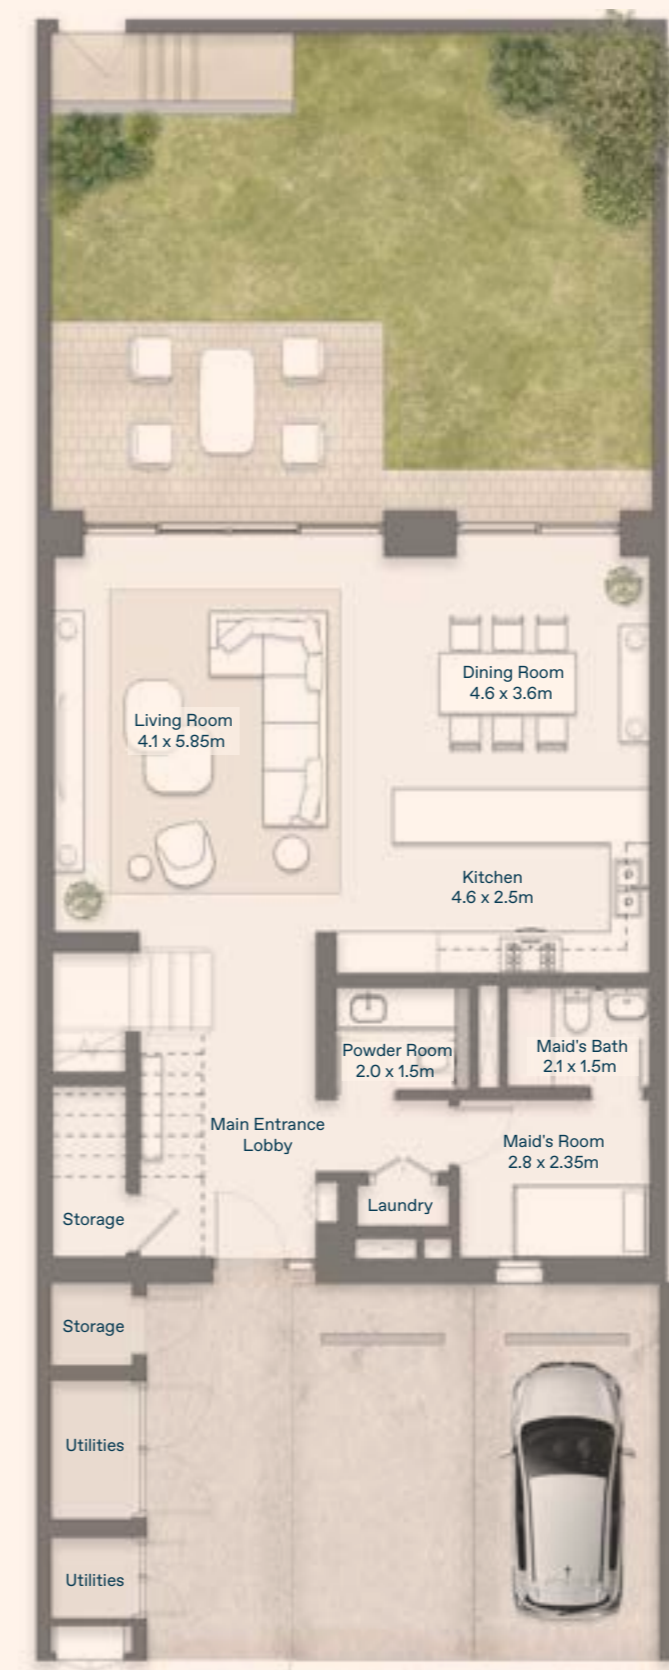 Living Room
4.1 x 5.85m
Dining Room
4.6 x 3.6m
Kitchen
4.6 x 2.5m
Powder Room
2.0 x 1.5m
Maid's Bath
2.1 x 1.5m
Main Entrance
Lobby
Maid's Room
2.8 x 2.35m
Laundry
Storage
Storage
Utilities
Utilities